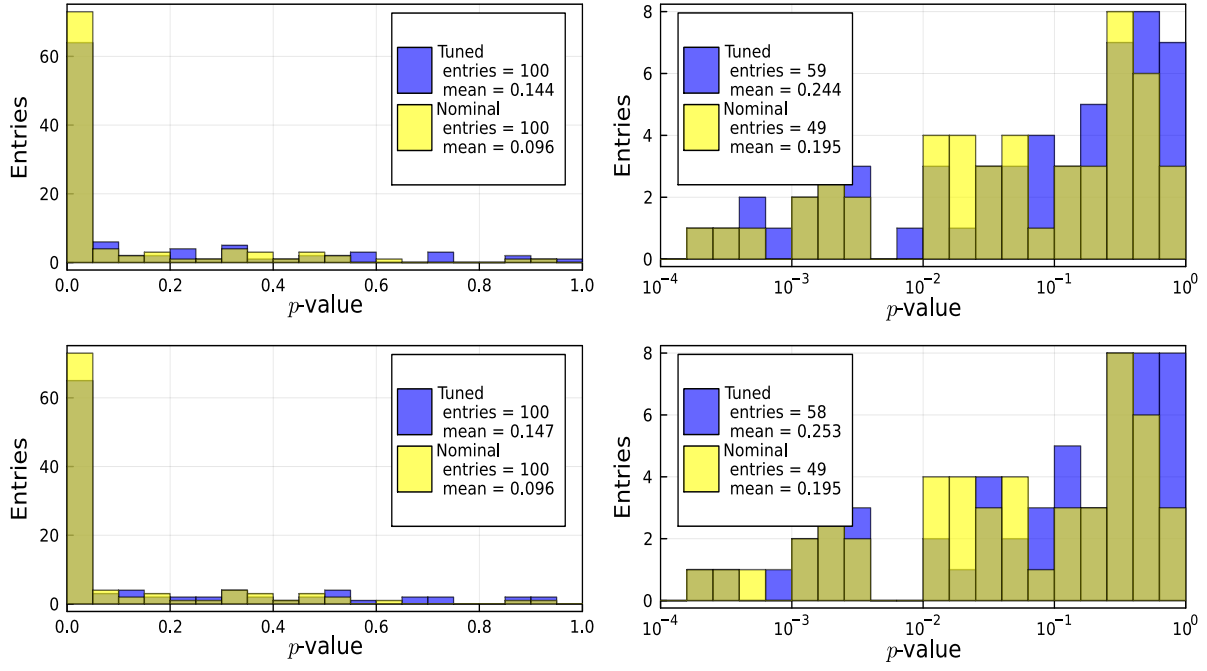 Entries
60
40
20
0
Tuned
entries = 100
mean = 0.144
Nominal
entries = 100
mean = 0.096
0.0 0.2 0.4 0.6 0.8 1.0
p-value
Entries
8
6
4
2
0
Tuned
entries = 59
mean = 0.244
Nominal
entries = 49
mean = 0.195
10⁻⁴ 10⁻³ 10⁻² 10⁻¹ 10⁰
p-value
Entries
60
40
20
0
Tuned
entries = 100
mean = 0.147
Nominal
entries = 100
mean = 0.096
0.0 0.2 0.4 0.6 0.8 1.0
p-value
Entries
8
6
4
2
0
Tuned
entries = 58
mean = 0.253
Nominal
entries = 49
mean = 0.195
10⁻⁴ 10⁻³ 10⁻² 10⁻¹ 10⁰
p-value